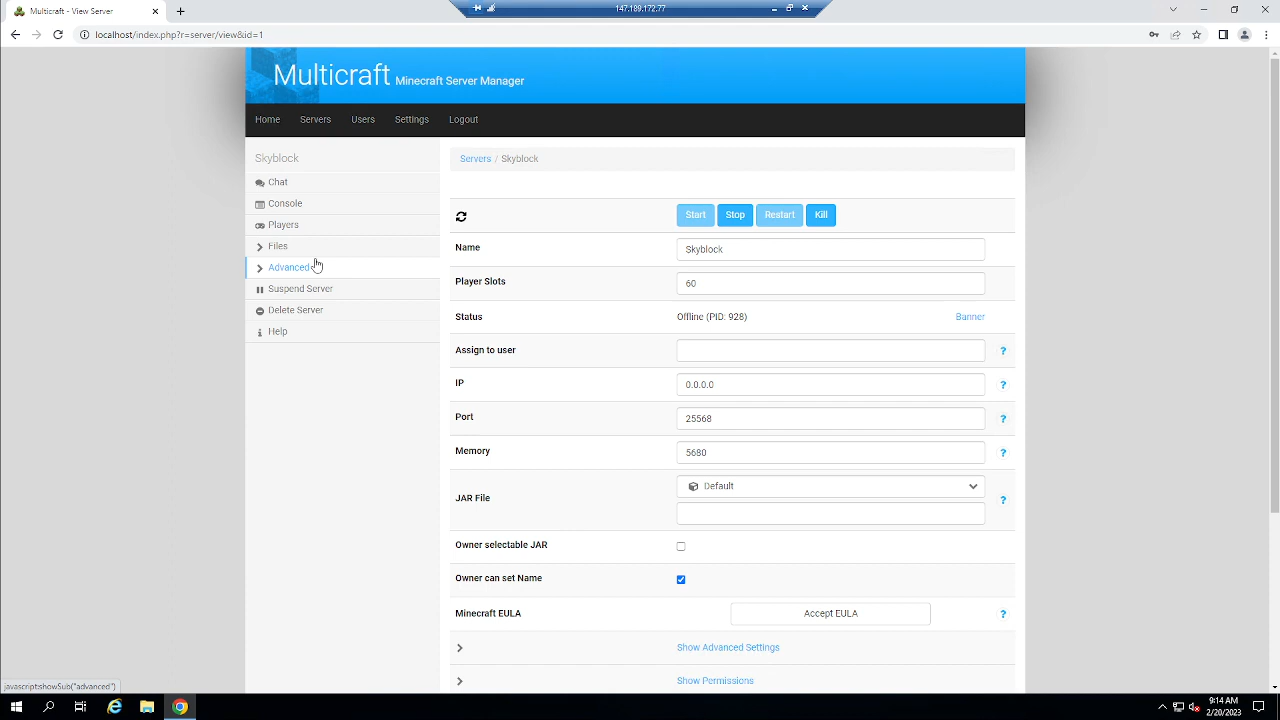 Multicraft - View Server
147.189.172.77
localhost/index.php?r=server/view&id=1
Multicraft Minecraft Server Manager
Home Servers Users Settings Logout
Skyblock
Chat
Console
Players
Files
Advanced
Suspend Server
Delete Server
Help
Servers / Skyblock
Start Stop Restart Kill
Name Skyblock
Player Slots 60
Status Offline (PID: 928) Banner
Assign to user ?
IP 0.0.0.0 ?
Port 25568 ?
Memory 5680 ?
JAR File Default ?
Owner selectable JAR
Owner can set Name
Minecraft EULA Accept EULA ?
Show Advanced Settings
Show Permissions
javascript:showSub("advanced")
9:14 AM
2/20/2023